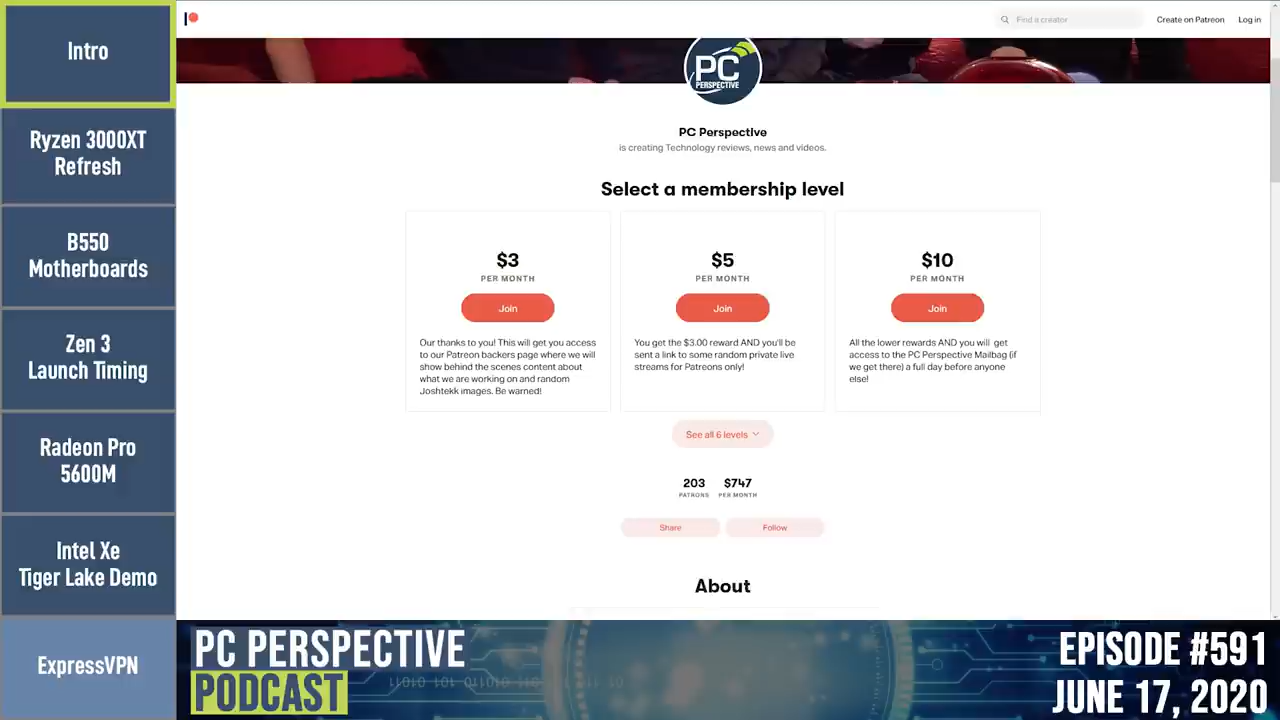 Intro
Ryzen 3000XT
Refresh
B550
Motherboards
Zen 3
Launch Timing
Radeon Pro
5600M
Intel Xe
Tiger Lake Demo
ExpressVPN
Find a creator
Create on Patreon
Log in
PC
PERSPECTIVE
PC Perspective
is creating Technology reviews, news and videos.
Select a membership level
$3
PER MONTH
Join
Our thanks to you! This will get you access
to our Patreon backers page where we will
show behind the scenes content about
what we are working on and random
Joshtekk images. Be warned!
$5
PER MONTH
Join
You get the $3.00 reward AND you'll be
sent a link to some random private live
streams for Patreons only!
$10
PER MONTH
Join
All the lower rewards AND you will get
access to the PC Perspective Mailbag (if
we get there) a full day before anyone
else!
See all 6 levels
203
PATRONS
$747
PER MONTH
Share
Follow
About
PC PERSPECTIVE
PODCAST
EPISODE #591
JUNE 17, 2020